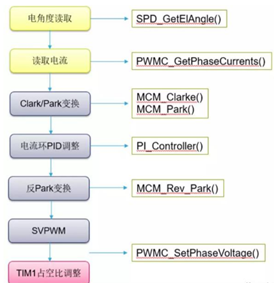 电角度读取
SPD_GetElAngle()
读取电流
PWMC_GetPhaseCurrents()
Clark/Park变换
MCM_Clarke()
MCM_Park()
电流环PID调整
PI_Controller()
反Park变换
MCM_Rev_Park()
SVPWM
PWMC_SetPhaseVoltage()
TIM1占空比调整